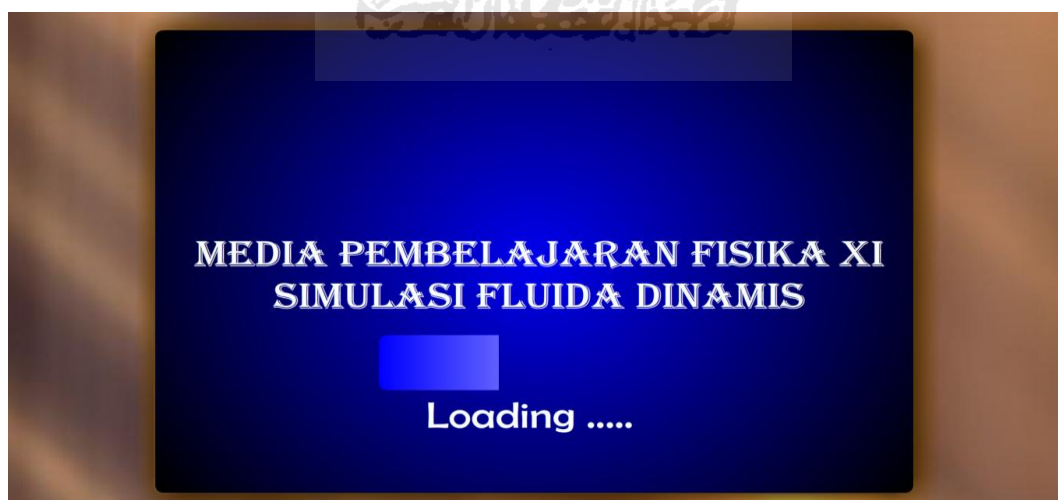 MEDIA PEMBELAJARAN FISIKA XI
SIMULASI FLUIDA DINAMIS
Loading .....